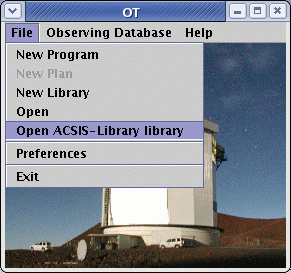 OT
File Observing Database Help
New Program
New Plan
New Library
Open
Open ACSIS-Library library
Preferences
Exit